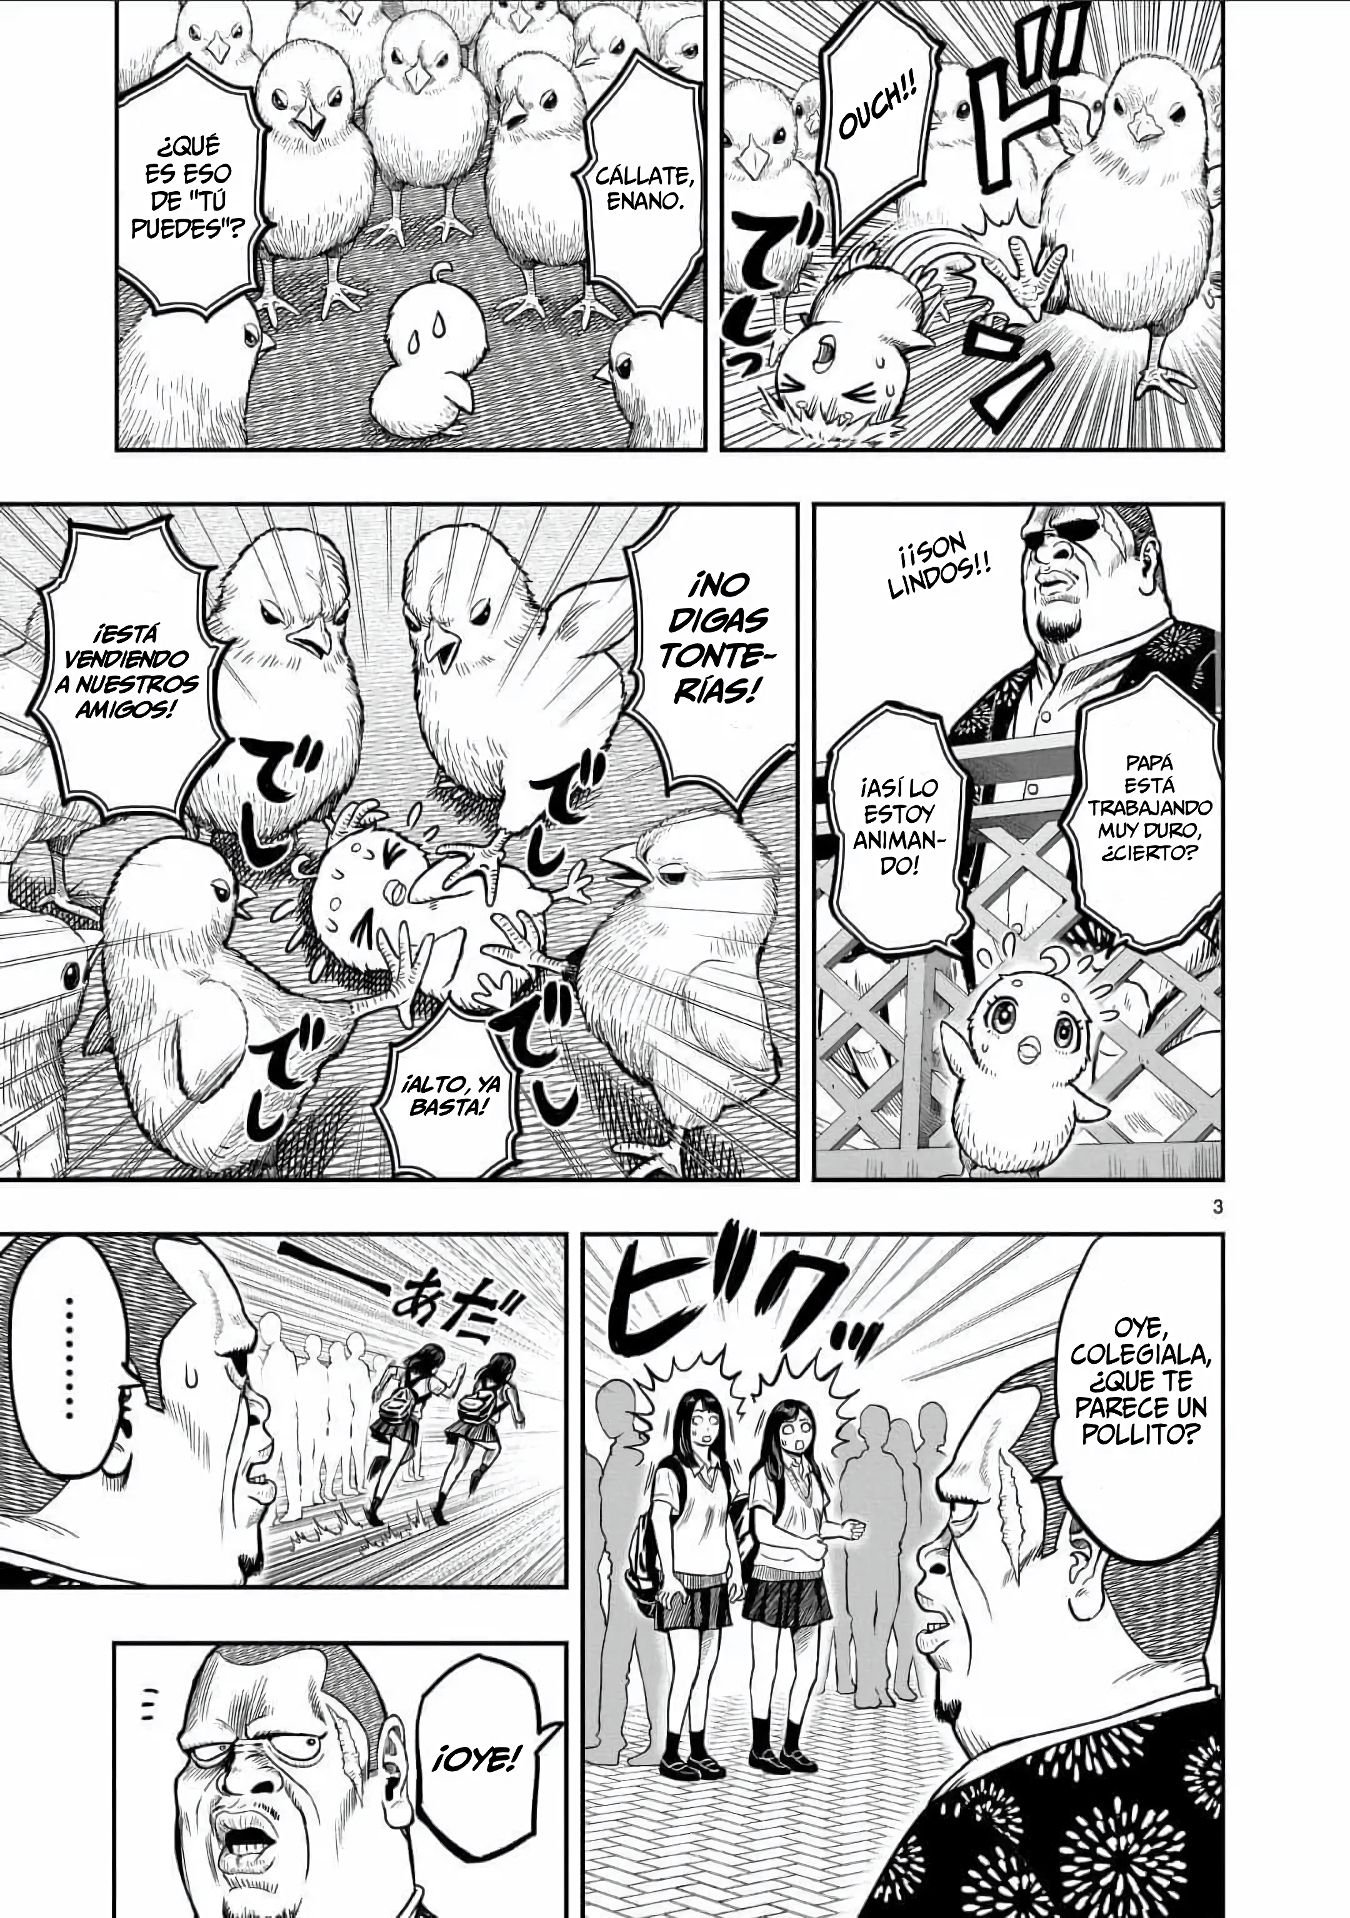 OUCH!!
ドン
でしっ
CÁLLATE,
ENANO.
¿QUÉ
ES ESO
DE "TÚ
PUEDES"?
¡¡SON
LINDOS!!
PAPÁ
ESTÁ
TRABAJANDO
MUY DURO,
¿CIERTO?
¡ASÍ LO
ESTOY
ANIMAN-
DO!
¡NO
DIGAS
TONTE-
RÍAS!
¡ESTÁ
VENDIENDO
A NUESTROS
AMIGOS!
でし
でし
でし
でし
¡ALTO, YA
BASTA!
3
OYE,
COLEGIALA,
¿QUE TE
PARECE UN
POLLITO?
ビクッ
だあー
........
¡OYE!